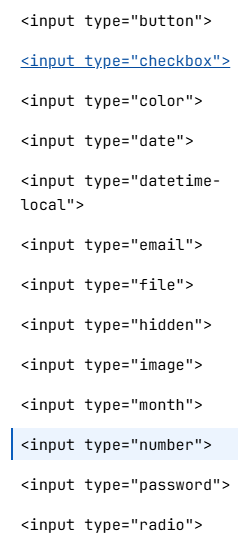 <input type="button">
<input type="checkbox">
<input type="color">
<input type="date">
<input type="datetime-
local">
<input type="email">
<input type="file">
<input type="hidden">
<input type="image">
<input type="month">
<input type="number">
<input type="password">
<input type="radio">